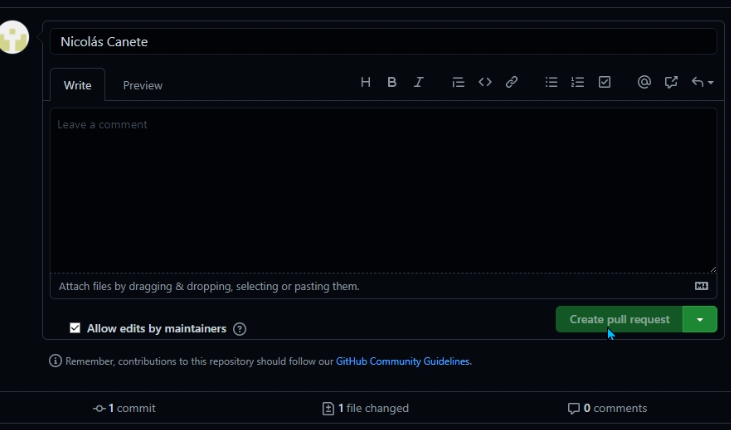 Nicolás Canete
Write Preview
Leave a comment
Attach files by dragging & dropping, selecting or pasting them.
Allow edits by maintainers
Create pull request
Remember, contributions to this repository should follow our GitHub Community Guidelines.
1 commit 1 file changed 0 comments